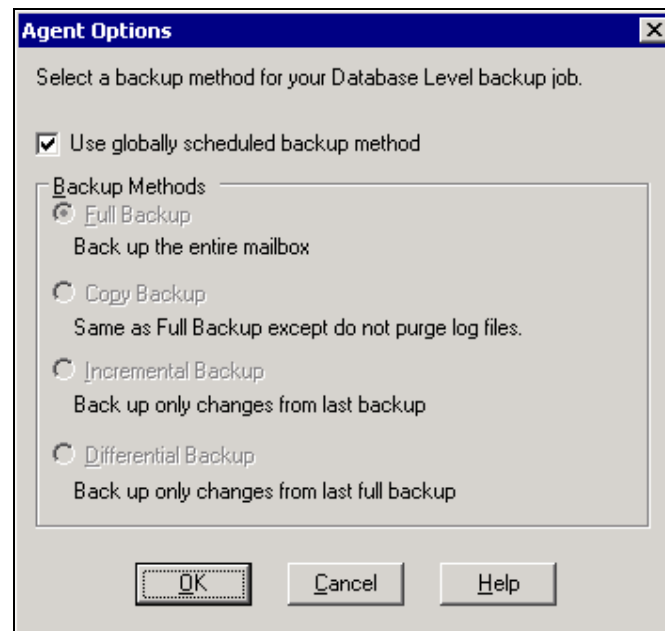 Agent Options
Select a backup method for your Database Level backup job.
Use globally scheduled backup method
Backup Methods
Full Backup
Back up the entire mailbox
Copy Backup
Same as Full Backup except do not purge log files.
Incremental Backup
Back up only changes from last backup
Differential Backup
Back up only changes from last full backup
OK Cancel Help